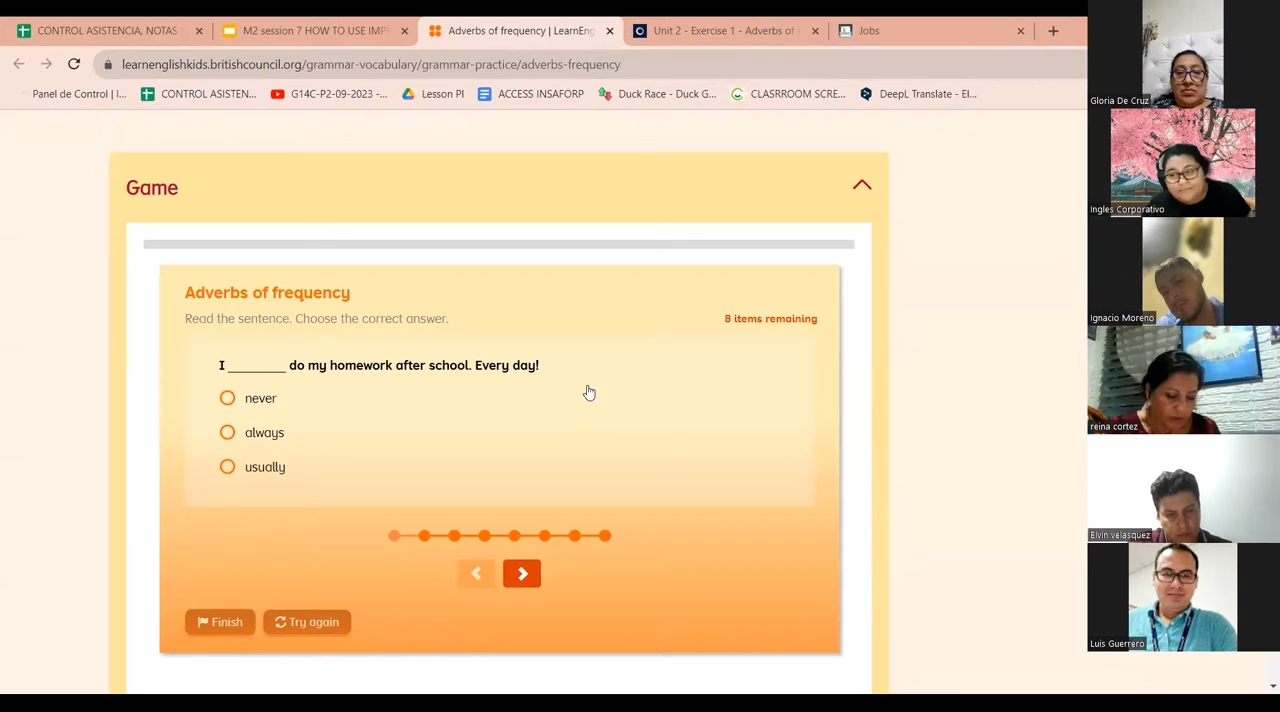 CONTROL ASISTENCIA, NOTAS
M2 session 7 HOW TO USE IMP
Adverbs of frequency | LearnEng
Unit 2 - Exercise 1 - Adverbs of
Jobs
learnenglishkids.britishcouncil.org/grammar-vocabulary/grammar-practice/adverbs-frequency
Panel de Control | I...
CONTROL ASISTEN...
G14C-P2-09-2023 -...
Lesson PI
ACCESS INSAFORP
Duck Race - Duck G...
CLASRROOM SCRE...
DeepL Translate - El...
Game
Adverbs of frequency
Read the sentence. Choose the correct answer.
8 items remaining
I ________ do my homework after school. Every day!
never
always
usually
Finish
Try again
Gloria De Cruz
Ingles Corporativo
Ignacio Moreno
reina cortez
Elvin velasquez
Luis Guerrero